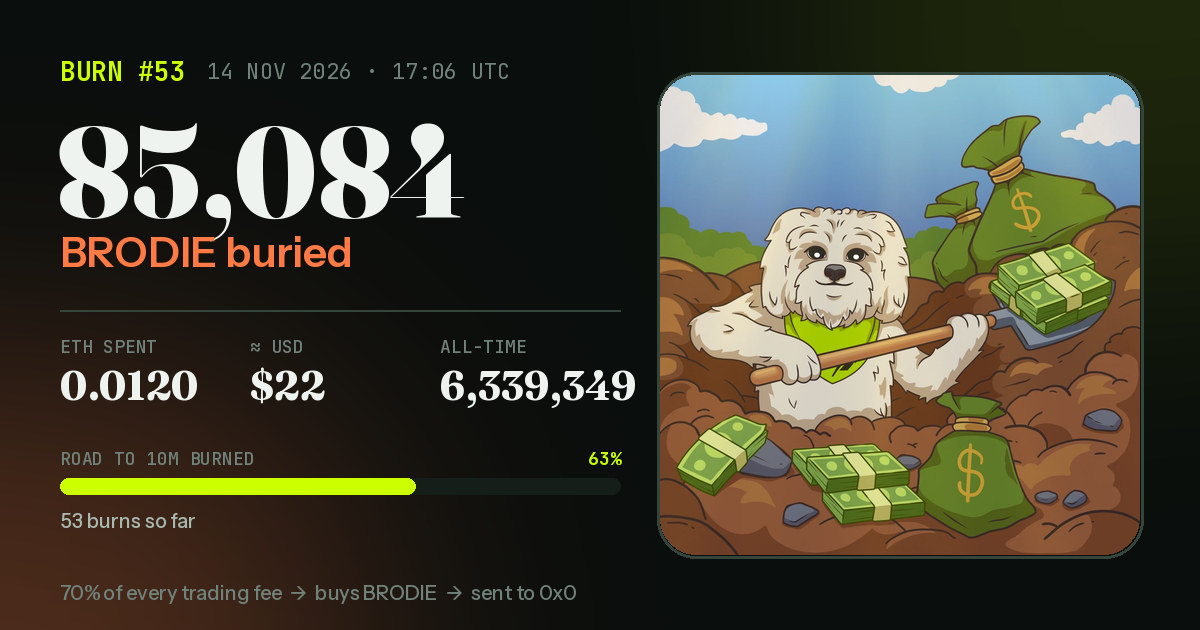 BURN #53 14 NOV 2026 · 17:06 UTC
85,084
BRODIE buried
ETH SPENT ≈ USD ALL-TIME
0.0120 $22 6,339,349
ROAD TO 10M BURNED 63%
53 burns so far
70% of every trading fee → buys BRODIE → sent to 0x0
$
$